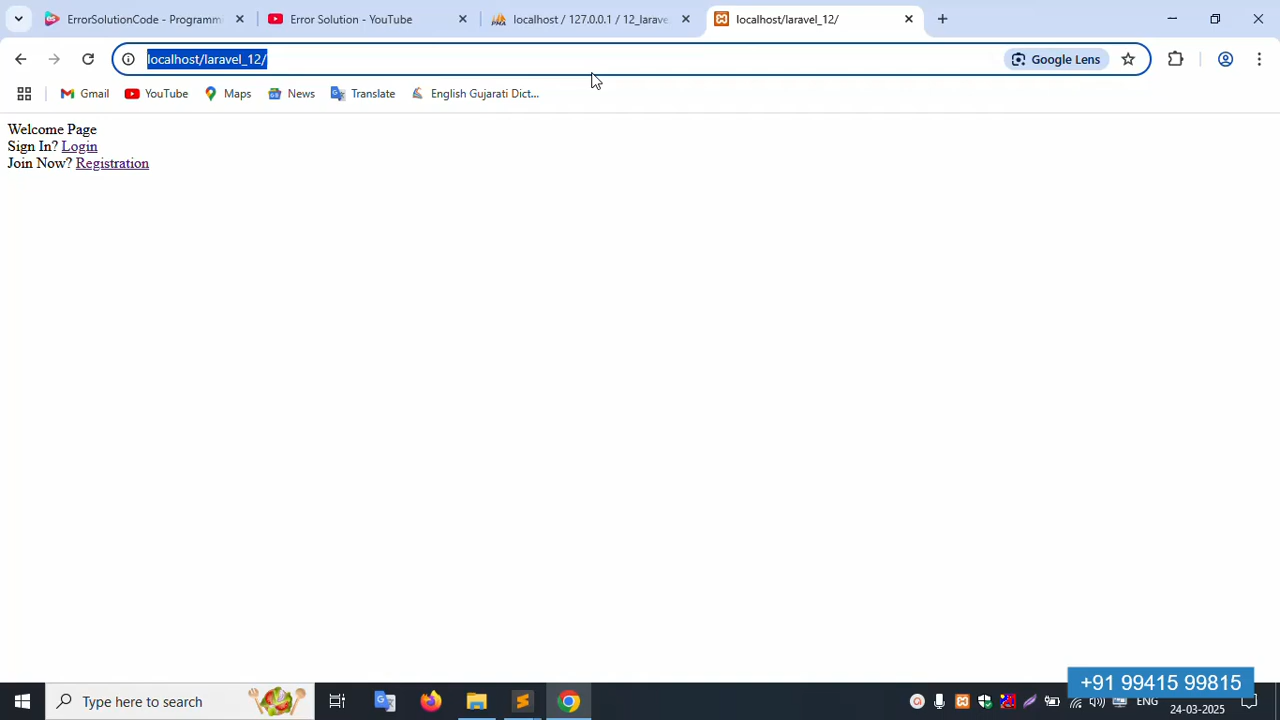 ErrorSolutionCode - Programm
Error Solution - YouTube
localhost / 127.0.0.1 / 12_larave
localhost/laravel_12/
localhost/laravel_12/
Google Lens
Gmail
YouTube
Maps
News
Translate
English Gujarati Dict...
Welcome Page
Sign In? Login
Join Now? Registration
+91 99415 99815
Type here to search
ENG
24-03-2025